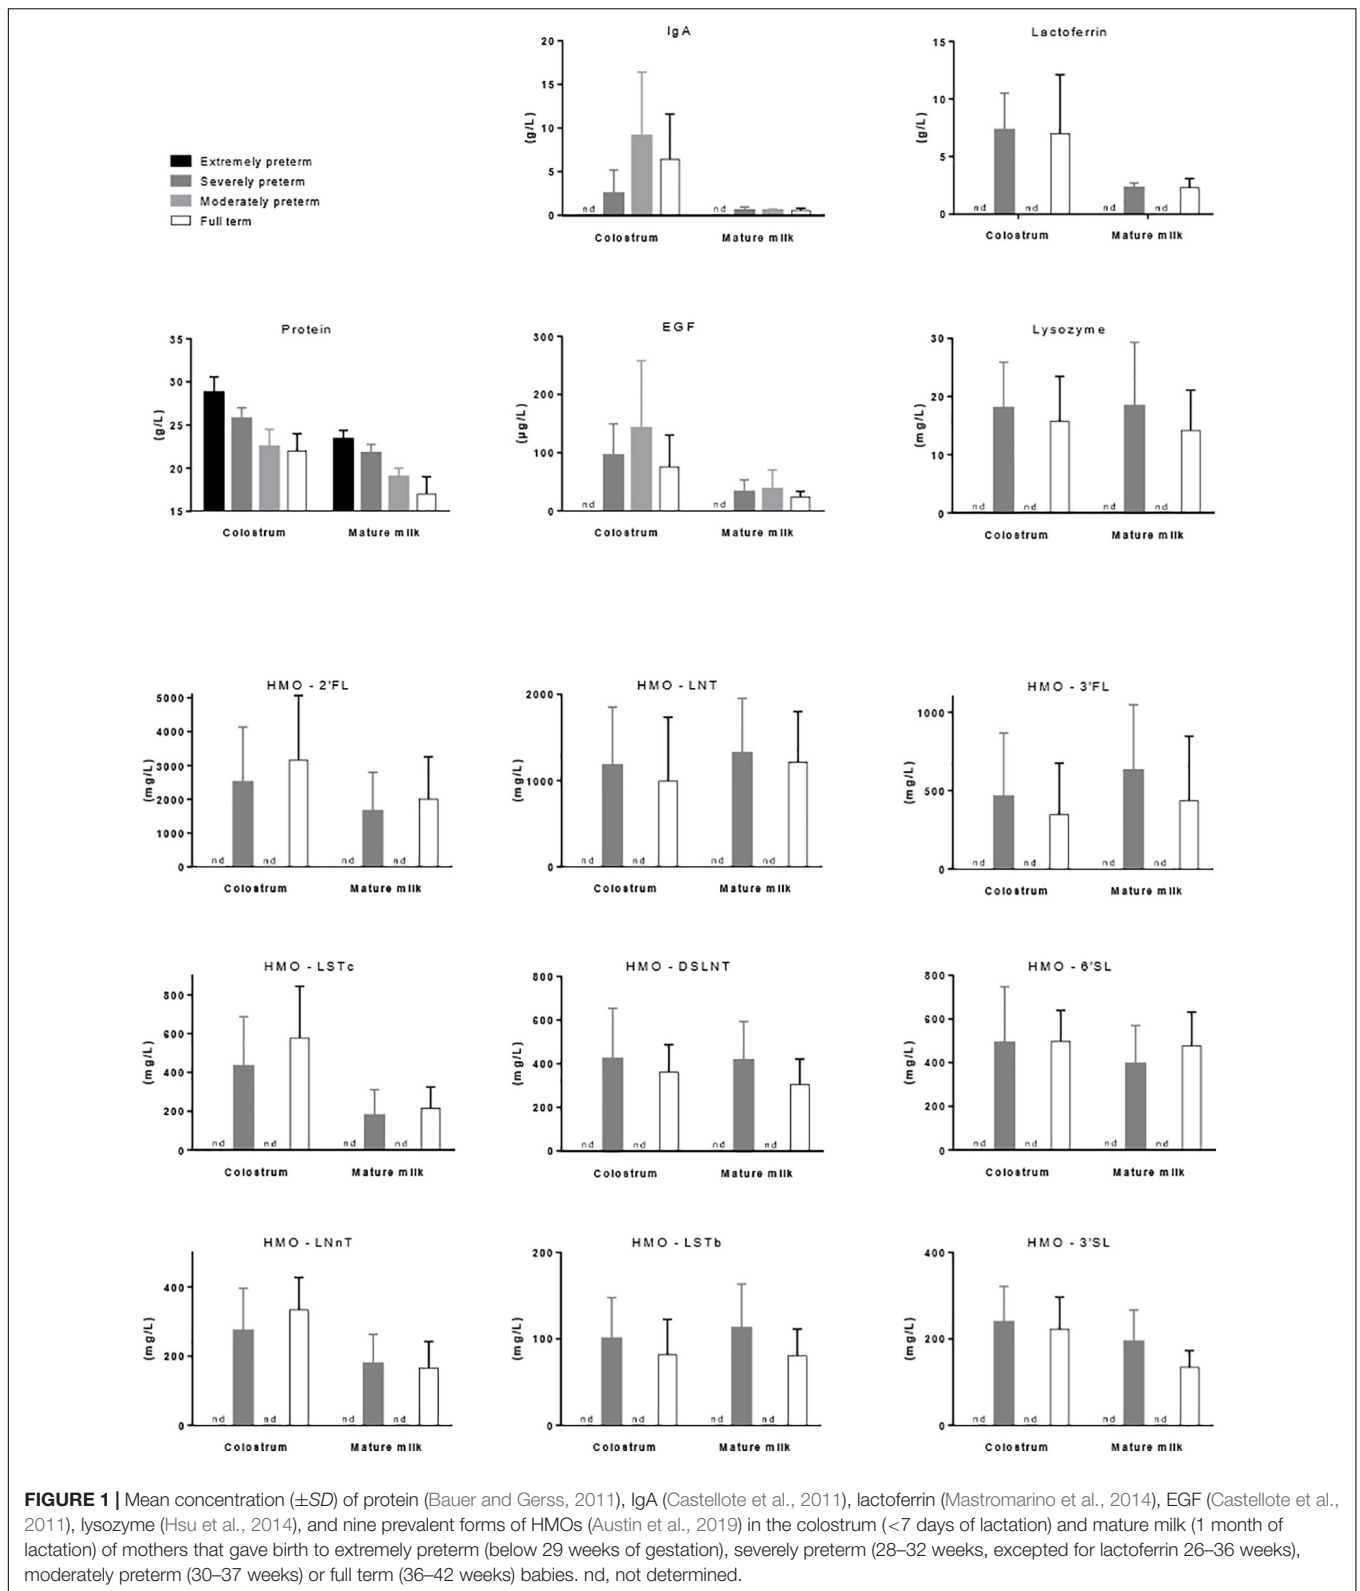 IgA
20
15
10
5
0
(g/L)
nd
nd
Colostrum
Mature milk
Lactoferrin
15
10
5
0
(g/L)
nd
nd
nd
nd
Colostrum
Mature milk
Extremely preterm
Severely preterm
Moderately preterm
Full term
Protein
35
30
25
20
15
(g/L)
Colostrum
Mature milk
EGF
300
200
100
0
(µg/L)
nd
nd
Colostrum
Mature milk
Lysozyme
30
20
10
0
(mg/L)
nd
nd
nd
nd
Colostrum
Mature milk
HMO - 2'FL
5000
4000
3000
2000
1000
0
(mg/L)
nd
nd
nd
nd
Colostrum
Mature milk
HMO - LNT
2000
1000
0
(mg/L)
nd
nd
nd
nd
Colostrum
Mature milk
HMO - 3'FL
1000
500
0
(mg/L)
nd
nd
nd
nd
Colostrum
Mature milk
HMO - LSTc
800
600
400
200
0
(mg/L)
nd
nd
nd
nd
Colostrum
Mature milk
HMO - DSLNT
800
600
400
200
0
(mg/L)
nd
nd
nd
nd
Colostrum
Mature milk
HMO - 6'SL
800
600
400
200
0
(mg/L)
nd
nd
nd
nd
Colostrum
Mature milk
HMO - LNnT
400
200
0
(mg/L)
nd
nd
nd
nd
Colostrum
Mature milk
HMO - LSTb
200
100
0
(mg/L)
nd
nd
nd
nd
Colostrum
Mature milk
HMO - 3'SL
400
200
0
(mg/L)
nd
nd
nd
nd
Colostrum
Mature milk
FIGURE 1 | Mean concentration (±SD) of protein (Bauer and Gerss, 2011), IgA (Castellote et al., 2011), lactoferrin (Mastromarino et al., 2014), EGF (Castellote et al.,
2011), lysozyme (Hsu et al., 2014), and nine prevalent forms of HMOs (Austin et al., 2019) in the colostrum (<7 days of lactation) and mature milk (1 month of
lactation) of mothers that gave birth to extremely preterm (below 29 weeks of gestation), severely preterm (28–32 weeks, excepted for lactoferrin 26–36 weeks),
moderately preterm (30–37 weeks) or full term (36–42 weeks) babies. nd, not determined.